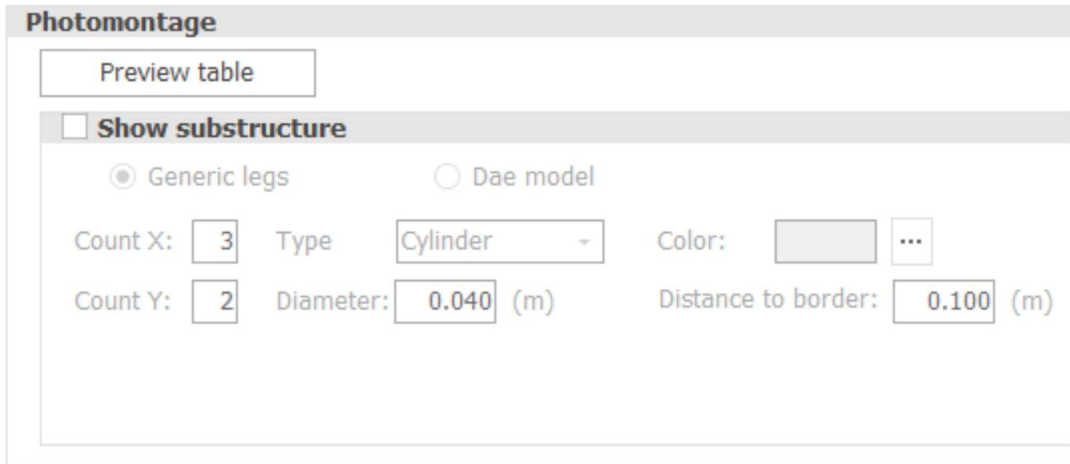 Photomontage
Preview table
Show substructure
Generic legs Dae model
Count X: 3 Type Cylinder Color: ...
Count Y: 2 Diameter: 0.040 (m) Distance to border: 0.100 (m)